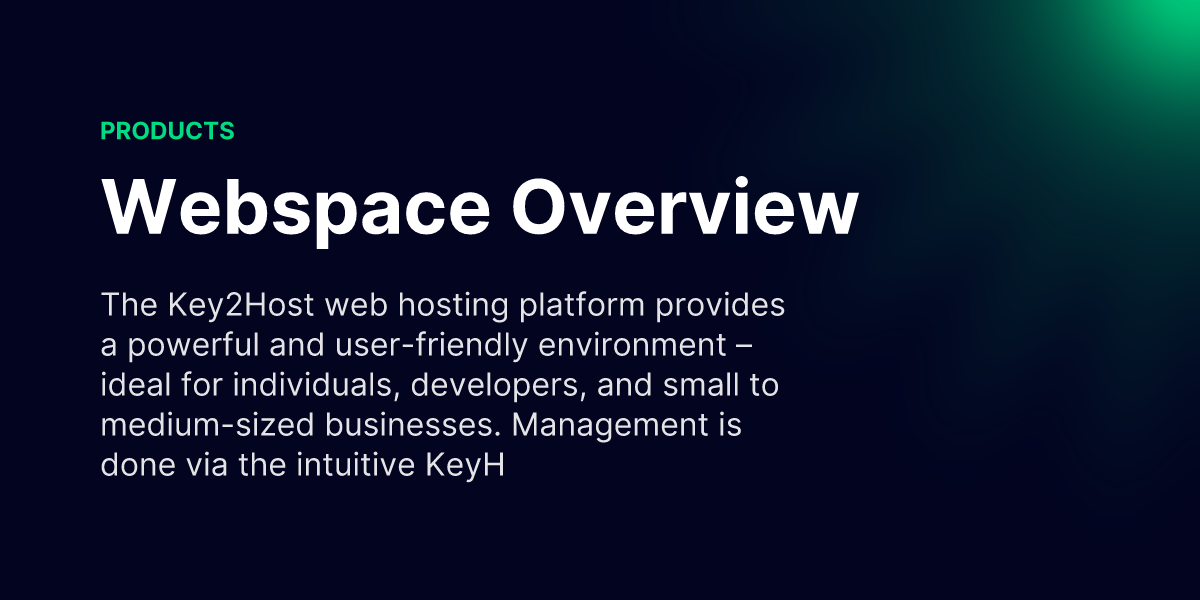 PRODUCTS
Webspace Overview
The Key2Host web hosting platform provides
a powerful and user-friendly environment –
ideal for individuals, developers, and small to
medium-sized businesses. Management is
done via the intuitive KeyH